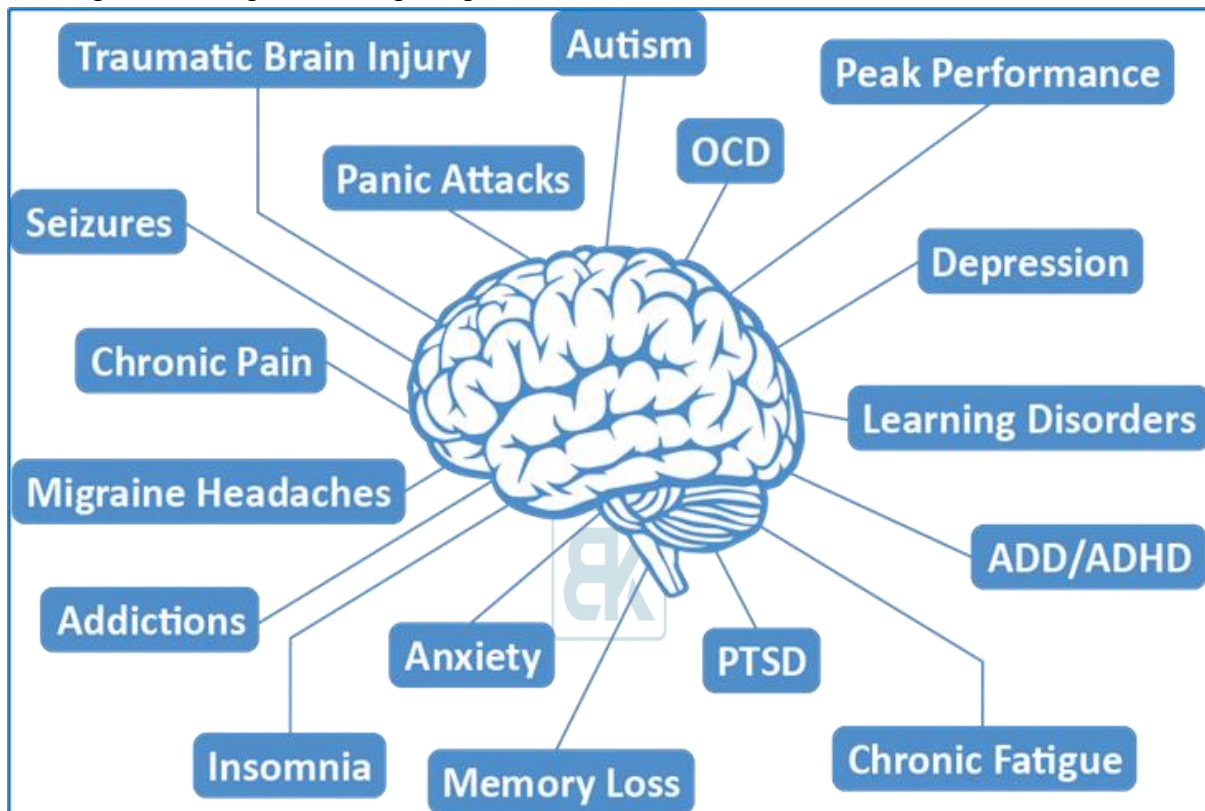 Traumatic Brain Injury
Autism
Peak Performance
OCD
Panic Attacks
Seizures
Depression
Chronic Pain
Learning Disorders
Migraine Headaches
ADD/ADHD
Addictions
Anxiety
PTSD
Insomnia
Memory Loss
Chronic Fatigue